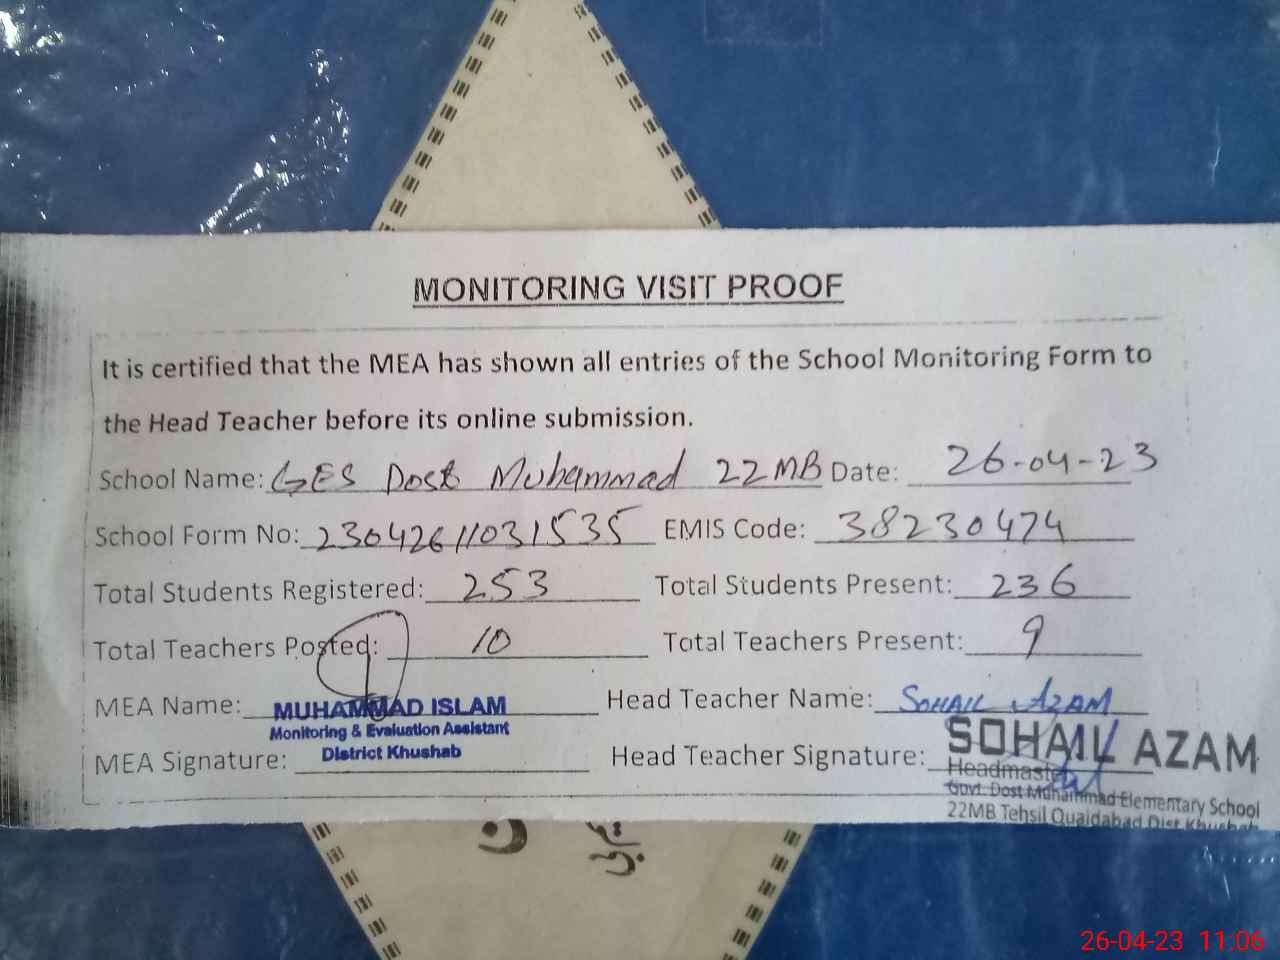 MONITORING VISIT PROOF
It is certified that the MEA has shown all entries of the School Monitoring Form to
the Head Teacher before its online submission.
School Name: GES Dost Muhammad 22MB Date: 26-04-23
School Form No: 23042611031535 EMIS Code: 38230474
Total Students Registered: 253 Total Students Present: 236
Total Teachers Posted: 10 Total Teachers Present: 9
MEA Name: MUHAMMAD ISLAM Head Teacher Name: SOHAIL AZAM
Monitoring & Evaluation Assistant
District Khushab
MEA Signature: Head Teacher Signature: SOHAIL AZAM
Headmaster
Govt. Dost Muhammad Elementary School
22MB Tehsil Quaidabad Dist Khushab
26-04-23 11:06